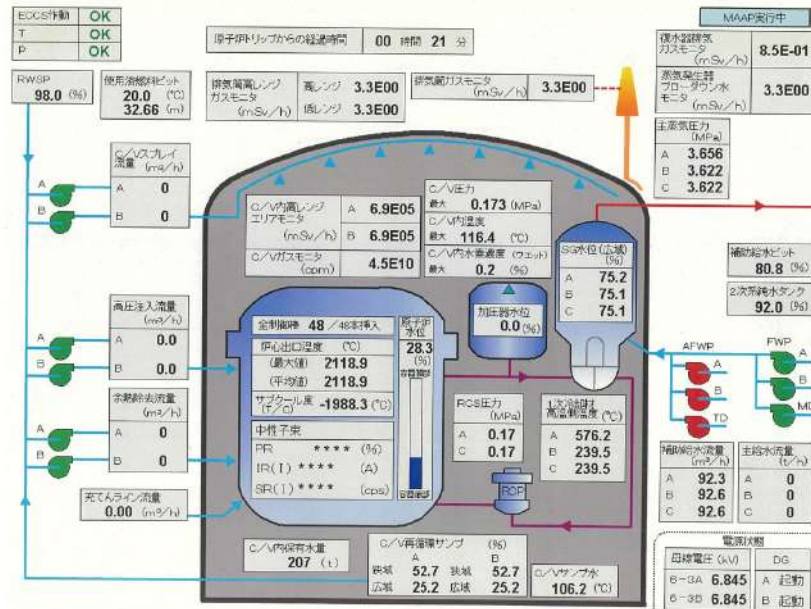 ECCS作動 OK
T OK
P OK
原子炉トリップからの経過時間 00 時間 21 分
MAAP実行中
復水器排気
ガスモニタ
(mSv/h) 8.5E-01
蒸気発生器
ブローダウン水
モニタ
(mSv/h) 3.3E00
RWSP
98.0 (%)
使用済燃料ピット
20.0 (℃)
32.66 (m)
排気筒高レンジ
ガスモニタ
(mSv/h)
高レンジ 3.3E00
低レンジ 3.3E00
排気筒ガスモニタ
(mSv/h) 3.3E00
主蒸気圧力
(MPa)
A 3.656
B 3.622
C 3.622
C/Vスプレイ
流量 (m3/h)
A 0
B 0
A
B
C/V内高レンジ
エリアモニタ
(mSv/h)
A 6.9E05
B 6.9E05
C/Vガスモニタ
(cpm) 4.5E10
C/V圧力
最大 0.173 (MPa)
C/V内温度
最大 116.4 (℃)
C/V内水素濃度 (ウェット)
最大 0.2 (%)
SG水位(広域)
(%)
A 75.2
B 75.1
C 75.1
補助給水ピット
80.8 (%)
2次系純水タンク
92.0 (%)
高圧注入流量
(m3/h)
A 0.0
B 0.0
A
B
全制御棒 48 /48本挿入
炉心出口温度 (℃)
(最大値) 2118.9
(平均値) 2118.9
サブクール度
(T/C) -1988.3 (℃)
中性子束
PR **** (%)
IR(I) **** (A)
SR(I) **** (cps)
原子炉
水位
28.3
(%)
加圧器水位
0.0 (%)
AFWP
A
B
TD
FWP
A
B
MD
余熱除去流量
(m3/h)
A 0
B 0
A
B
RCS圧力
(MPa)
A 0.17
C 0.17
1次冷却材
高温側温度 (℃)
A 576.2
B 239.5
C 239.5
RCP
補助給水流量
(m3/h)
A 92.3
B 92.6
C 92.6
主給水流量
(t/h)
A 0
B 0
C 0
充てんライン流量
0.00 (m3/h)
C/V内保有水量
207 (t)
C/V再循環サンプ (%)
A B
狭域 52.7 狭域 52.7
広域 25.2 広域 25.2
C/Vサンプ水
106.2 (℃)
電源状態
母線電圧 (kV) DG
6-3A 6.845 A 起動
6-3B 6.845 B 起動